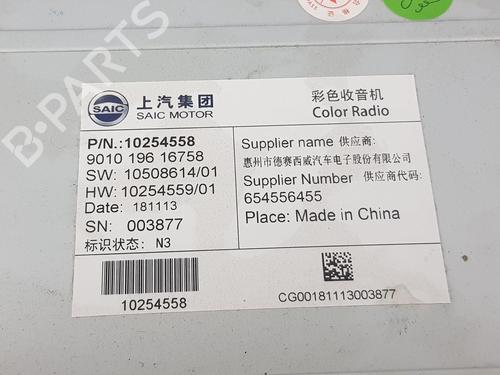 SAIC
上汽集团
SAIC MOTOR
彩色收音机
Color Radio
P/N.:10254558
9010 196 16758
SW: 10508614/01
HW: 10254559/01
Date: 181113
SN: 003877
标识状态: N3
Supplier name 供应商:
惠州市德赛西威汽车电子股份有限公司
Supplier Number 供应商代码:
654556455
Place: Made in China
10254558
CG00181113003877
B-PARTS